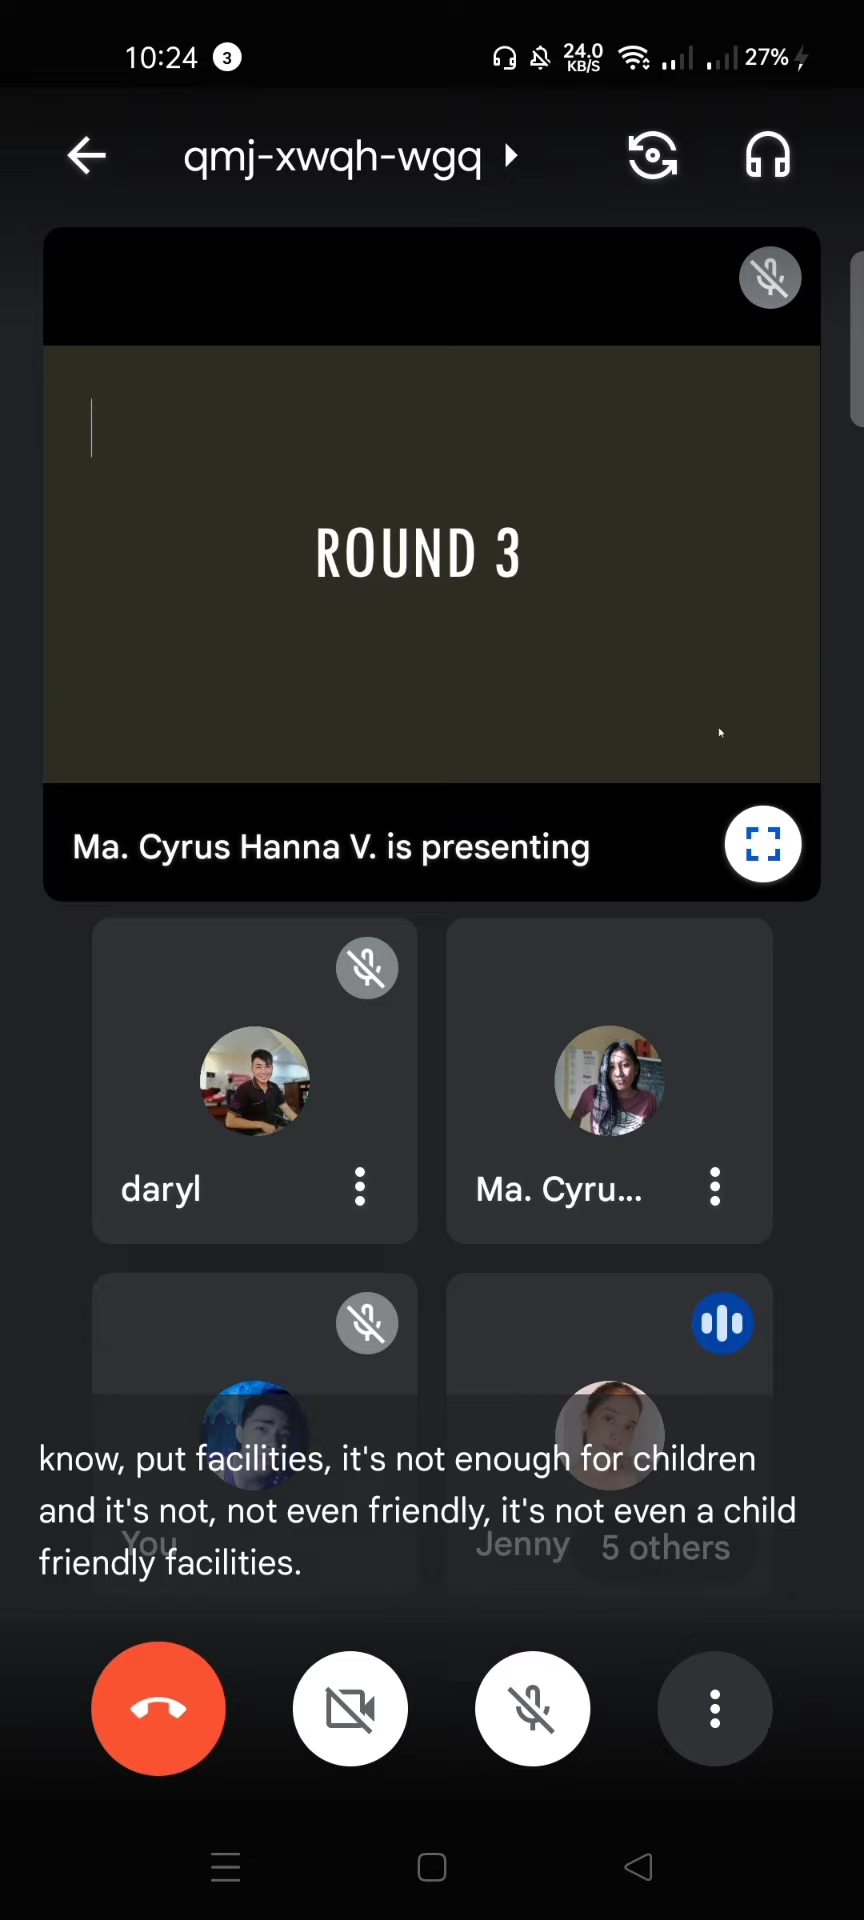 10:24 3 24.0 KB/S 27%
qmj-xwqh-wgq
ROUND 3
Ma. Cyrus Hanna V. is presenting
daryl
Ma. Cyru...
know, put facilities, it's not enough for children
and it's not, not even friendly, it's not even a child
friendly facilities.
You
Jenny
5 others